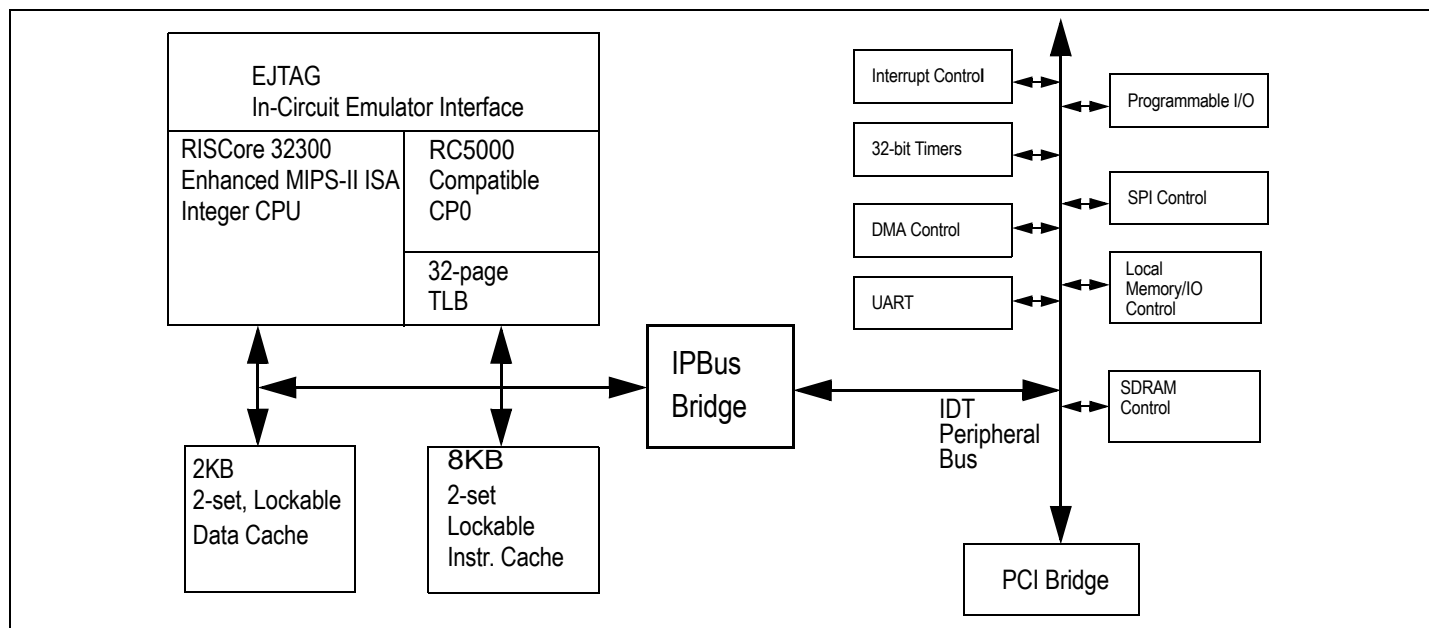 EJTAG
In-Circuit Emulator Interface
RISCore 32300
Enhanced MIPS-II ISA
Integer CPU
RC5000
Compatible
CP0
32-page
TLB
2KB
2-set, Lockable
Data Cache
8KB
2-set
Lockable
Instr. Cache
IPBus
Bridge
IDT
Peripheral
Bus
Interrupt Control
32-bit Timers
DMA Control
UART
Programmable I/O
SPI Control
Local
Memory/IO
Control
SDRAM
Control
PCI Bridge